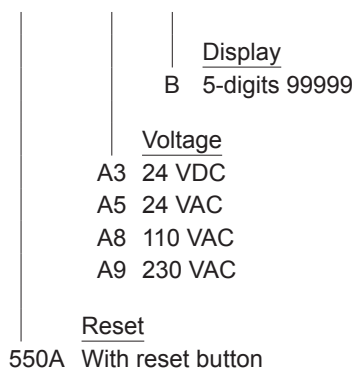 Display
B 5-digits 99999
Voltage
A3 24 VDC
A5 24 VAC
A8 110 VAC
A9 230 VAC
Reset
550A With reset button